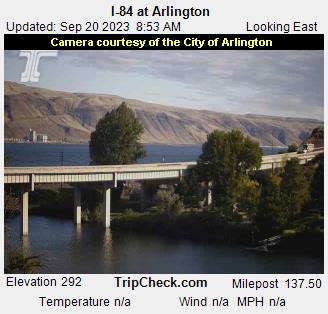 I-84 at Arlington
Updated: Sep 20 2023 8:53 AM Looking East
Camera courtesy of the City of Arlington
Elevation 292 TripCheck.com Milepost 137.50
Temperature n/a Wind n/a MPH n/a